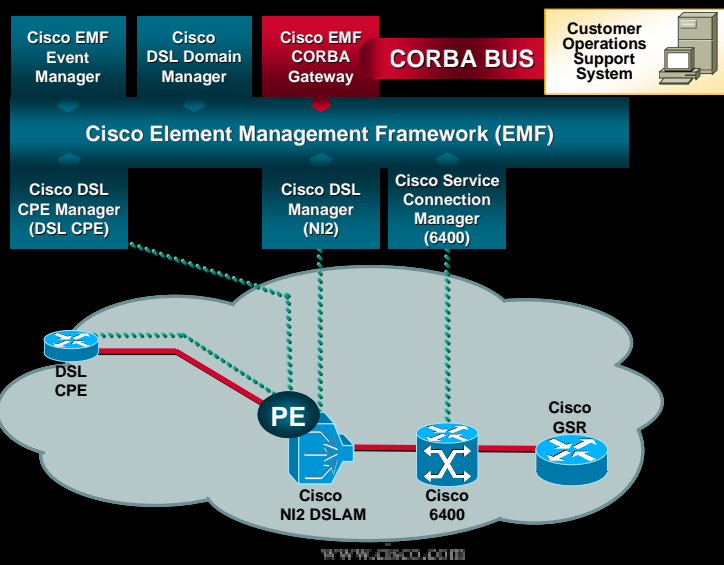 Cisco EMF
Event
Manager
Cisco
DSL Domain
Manager
Cisco EMF
CORBA
Gateway
CORBA BUS
Customer
Operations
Support
System
Cisco Element Management Framework (EMF)
Cisco DSL
CPE Manager
(DSL CPE)
Cisco DSL
Manager
(NI2)
Cisco Service
Connection
Manager
(6400)
DSL
CPE
PE
Cisco
NI2 DSLAM
Cisco
6400
Cisco
GSR
www.cisco.com